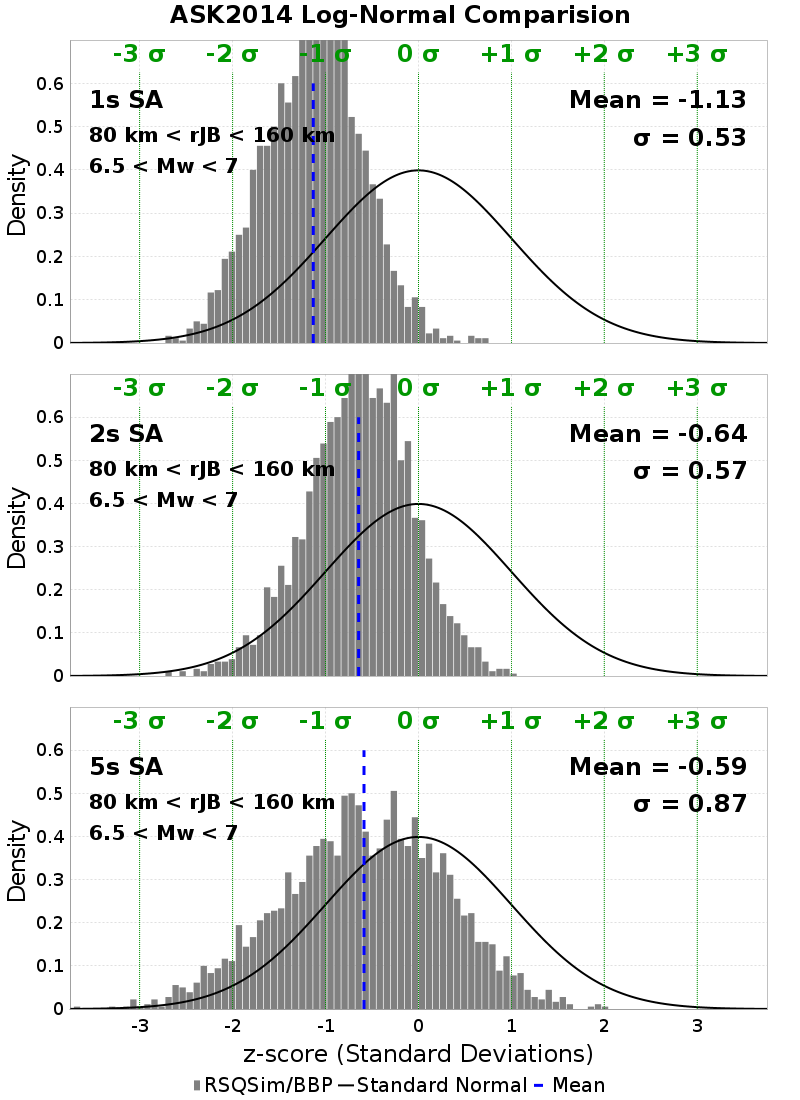 ASK2014 Log-Normal Comparision
-3 σ -2 σ -1 σ 0 σ +1 σ +2 σ +3 σ
1s SA
Mean = -1.13
80 km < rJB < 160 km
σ = 0.53
6.5 < Mw < 7
0.6
0.5
0.4
0.3
0.2
0.1
0
Density
-3 σ -2 σ -1 σ 0 σ +1 σ +2 σ +3 σ
2s SA
Mean = -0.64
80 km < rJB < 160 km
σ = 0.57
6.5 < Mw < 7
0.6
0.5
0.4
0.3
0.2
0.1
0
Density
-3 σ -2 σ -1 σ 0 σ +1 σ +2 σ +3 σ
5s SA
Mean = -0.59
80 km < rJB < 160 km
σ = 0.87
6.5 < Mw < 7
0.6
0.5
0.4
0.3
0.2
0.1
0
Density
-3 -2 -1 0 1 2 3
z-score (Standard Deviations)
RSQSim/BBP Standard Normal Mean